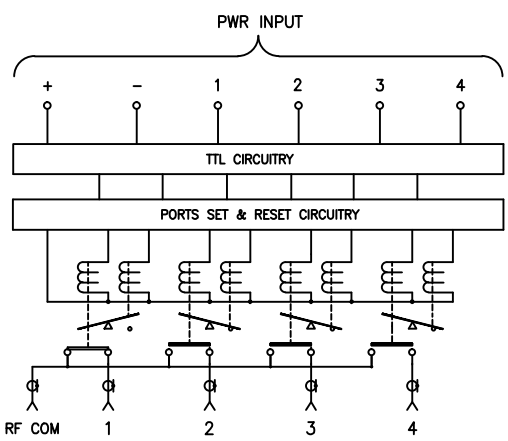 PWR INPUT
+ − 1 2 3 4
TTL CIRCUITRY
PORTS SET & RESET CIRCUITRY
RF COM 1 2 3 4